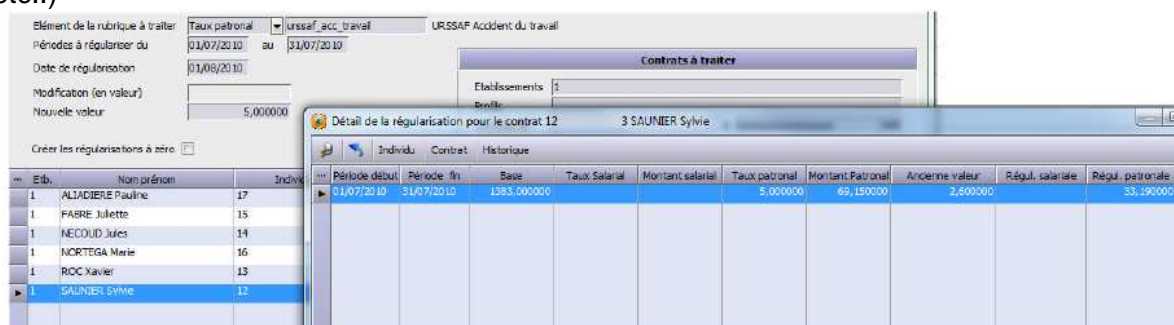 Elément de la rubrique à traiter Taux patronal urssaf_acc_travail URSSAF Accident du travail
Périodes à régulariser du 01/07/2010 au 31/07/2010
Date de régularisation 01/08/2010
Contrats à traiter
Modification (en valeur)
Etablissements 1
Nouvelle valeur 5,000000
Profils
Détail de la régularisation pour le contrat 12 3 SAUNIER Sylvie
Créer les régularisations à zéro
Individu Contrat Historique
Etb. Nom prénom Individ
Période début Période fin Base Taux Salarial Montant salarial Taux patronal Montant Patronal Ancienne valeur Régul. salariale Régul. patronale
01/07/2010 31/07/2010 1383,000000 5,000000 69,150000 2,600000 33,190000
1 ALIADIERE Pauline 17
1 FABRE Juliette 15
1 NECOUD Jules 14
1 NORTEGA Marie 16
1 ROC Xavier 13
1 SAUNIER Sylvie 12